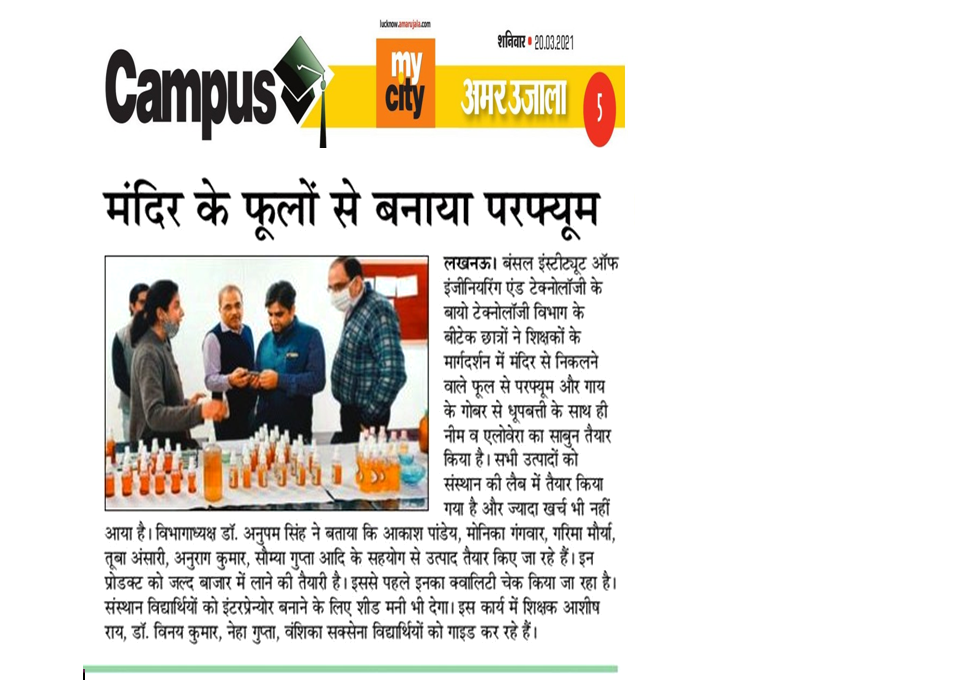 lucknow.amarujala.com
शनिवार • 20.03.2021
Campus
my
city
अमर उजाला
5
मंदिर के फूलों से बनाया परफ्यूम
लखनऊ। बंसल इंस्टीट्यूट ऑफ
इंजीनियरिंग एंड टेक्नोलॉजी के
बायो टेक्नोलॉजी विभाग के
बीटेक छात्रों ने शिक्षकों के
मार्गदर्शन में मंदिर से निकलने
वाले फूल से परफ्यूम और गाय
के गोबर से धूपबत्ती के साथ ही
नीम व एलोवेरा का साबुन तैयार
किया है। सभी उत्पादों को
संस्थान की लैब में तैयार किया
गया है और ज्यादा खर्च भी नहीं
आया है। विभागाध्यक्ष डॉ. अनुपम सिंह ने बताया कि आकाश पांडेय, मोनिका गंगवार, गरिमा मौर्या,
तूबा अंसारी, अनुराग कुमार, सौम्या गुप्ता आदि के सहयोग से उत्पाद तैयार किए जा रहे हैं। इन
प्रोडक्ट को जल्द बाजार में लाने की तैयारी है। इससे पहले इनका क्वालिटी चेक किया जा रहा है।
संस्थान विद्यार्थियों को इंटरप्रेन्योर बनाने के लिए शीड मनी भी देगा। इस कार्य में शिक्षक आशीष
राय, डॉ. विनय कुमार, नेहा गुप्ता, वंशिका सक्सेना विद्यार्थियों को गाइड कर रहे हैं।